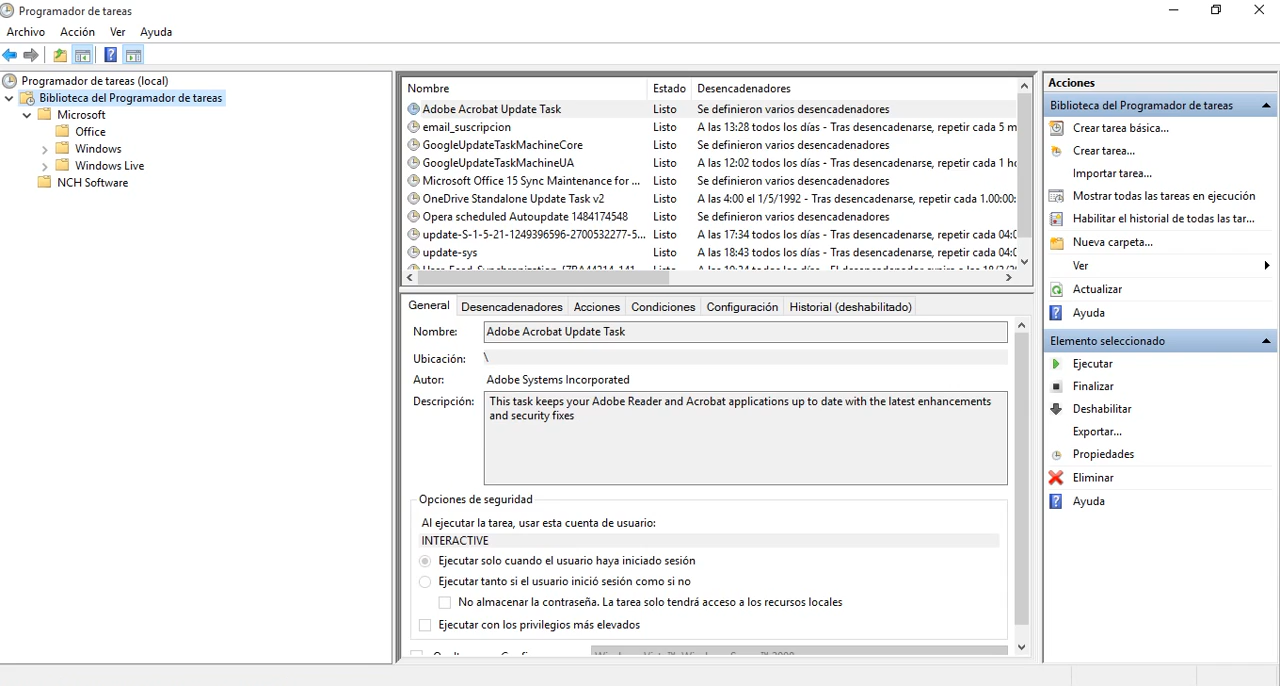 Programador de tareas
Archivo Acción Ver Ayuda
Programador de tareas (local)
Biblioteca del Programador de tareas
Microsoft
Office
Windows
Windows Live
NCH Software
Nombre Estado Desencadenadores
Adobe Acrobat Update Task Listo Se definieron varios desencadenadores
email_suscripcion Listo A las 13:28 todos los días - Tras desencadenarse, repetir cada 5 m
GoogleUpdateTaskMachineCore Listo Se definieron varios desencadenadores
GoogleUpdateTaskMachineUA Listo A las 12:02 todos los días - Tras desencadenarse, repetir cada 1 ho
Microsoft Office 15 Sync Maintenance for ... Listo Se definieron varios desencadenadores
OneDrive Standalone Update Task v2 Listo A las 4:00 el 1/5/1992 - Tras desencadenarse, repetir cada 1.00:00:
Opera scheduled Autoupdate 1484174548 Listo Se definieron varios desencadenadores
update-S-1-5-21-1249396596-2700532277-5... Listo A las 17:34 todos los días - Tras desencadenarse, repetir cada 04:0
update-sys Listo A las 18:43 todos los días - Tras desencadenarse, repetir cada 04:0
General Desencadenadores Acciones Condiciones Configuración Historial (deshabilitado)
Nombre: Adobe Acrobat Update Task
Ubicación: \
Autor: Adobe Systems Incorporated
Descripción: This task keeps your Adobe Reader and Acrobat applications up to date with the latest enhancements
and security fixes
Opciones de seguridad
Al ejecutar la tarea, usar esta cuenta de usuario:
INTERACTIVE
Ejecutar solo cuando el usuario haya iniciado sesión
Ejecutar tanto si el usuario inició sesión como si no
No almacenar la contraseña. La tarea solo tendrá acceso a los recursos locales
Ejecutar con los privilegios más elevados
Acciones
Biblioteca del Programador de tareas
Crear tarea básica...
Crear tarea...
Importar tarea...
Mostrar todas las tareas en ejecución
Habilitar el historial de todas las tar...
Nueva carpeta...
Ver
Actualizar
Ayuda
Elemento seleccionado
Ejecutar
Finalizar
Deshabilitar
Exportar...
Propiedades
Eliminar
Ayuda